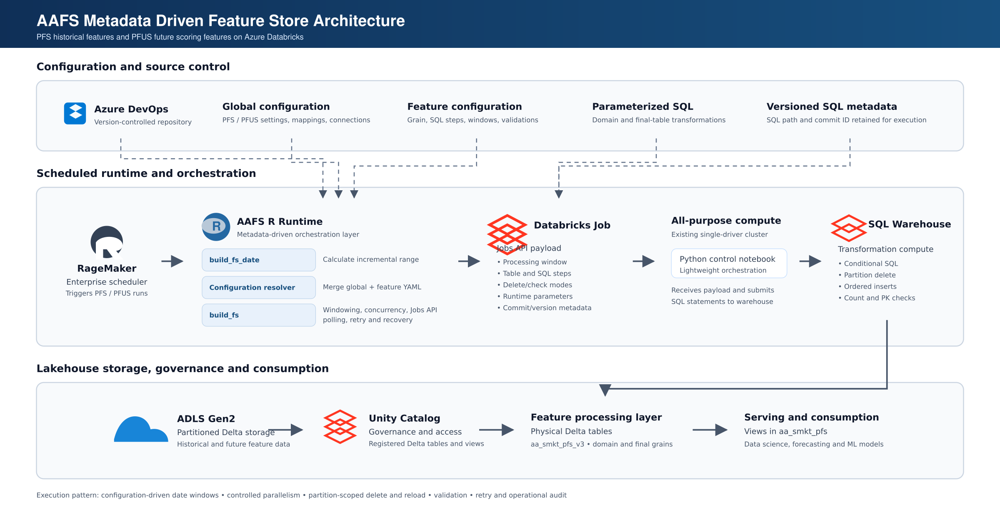 AAFS Metadata Driven Feature Store Architecture
PFS historical features and PFUS future scoring features on Azure Databricks
Configuration and source control
Azure DevOps
Version-controlled repository
Global configuration
PFS / PFUS settings, mappings, connections
Feature configuration
Grain, SQL steps, windows, validations
Parameterized SQL
Domain and final-table transformations
Versioned SQL metadata
SQL path and commit ID retained for execution
Scheduled runtime and orchestration
R
RageMaker
Enterprise scheduler
Triggers PFS / PFUS runs
R
AAFS R Runtime
Metadata-driven orchestration layer
build_fs_date
Calculate incremental range
Configuration resolver
Merge global + feature YAML
build_fs
Windowing, concurrency, Jobs API
polling, retry and recovery
Databricks Job
Jobs API payload
• Processing window
• Table and SQL steps
• Delete/check modes
• Runtime parameters
• Commit/version metadata
All-purpose compute
Existing single-driver cluster
Python control notebook
Lightweight orchestration
Receives payload and submits
SQL statements to warehouse
SQL Warehouse
Transformation compute
• Conditional SQL
• Partition delete
• Ordered inserts
• Count and PK checks
Lakehouse storage, governance and consumption
ADLS Gen2
Partitioned Delta storage
Historical and future feature data
Unity Catalog
Governance and access
Registered Delta tables and views
Feature processing layer
Physical Delta tables
aa_smkt_pfs_v3 • domain and final grains
Serving and consumption
Views in aa_smkt_pfs
Data science, forecasting and ML models
Execution pattern: configuration-driven date windows • controlled parallelism • partition-scoped delete and reload • validation • retry and operational audit